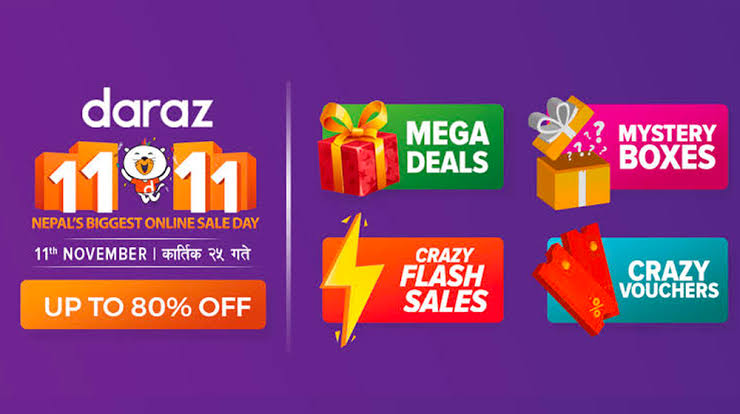 daraz
11 11
NEPAL'S BIGGEST ONLINE SALE DAY
11th NOVEMBER | कार्तिक २५ गते
UP TO 80% OFF
MEGA
DEALS
MYSTERY
BOXES
CRAZY
FLASH
SALES
CRAZY
VOUCHERS